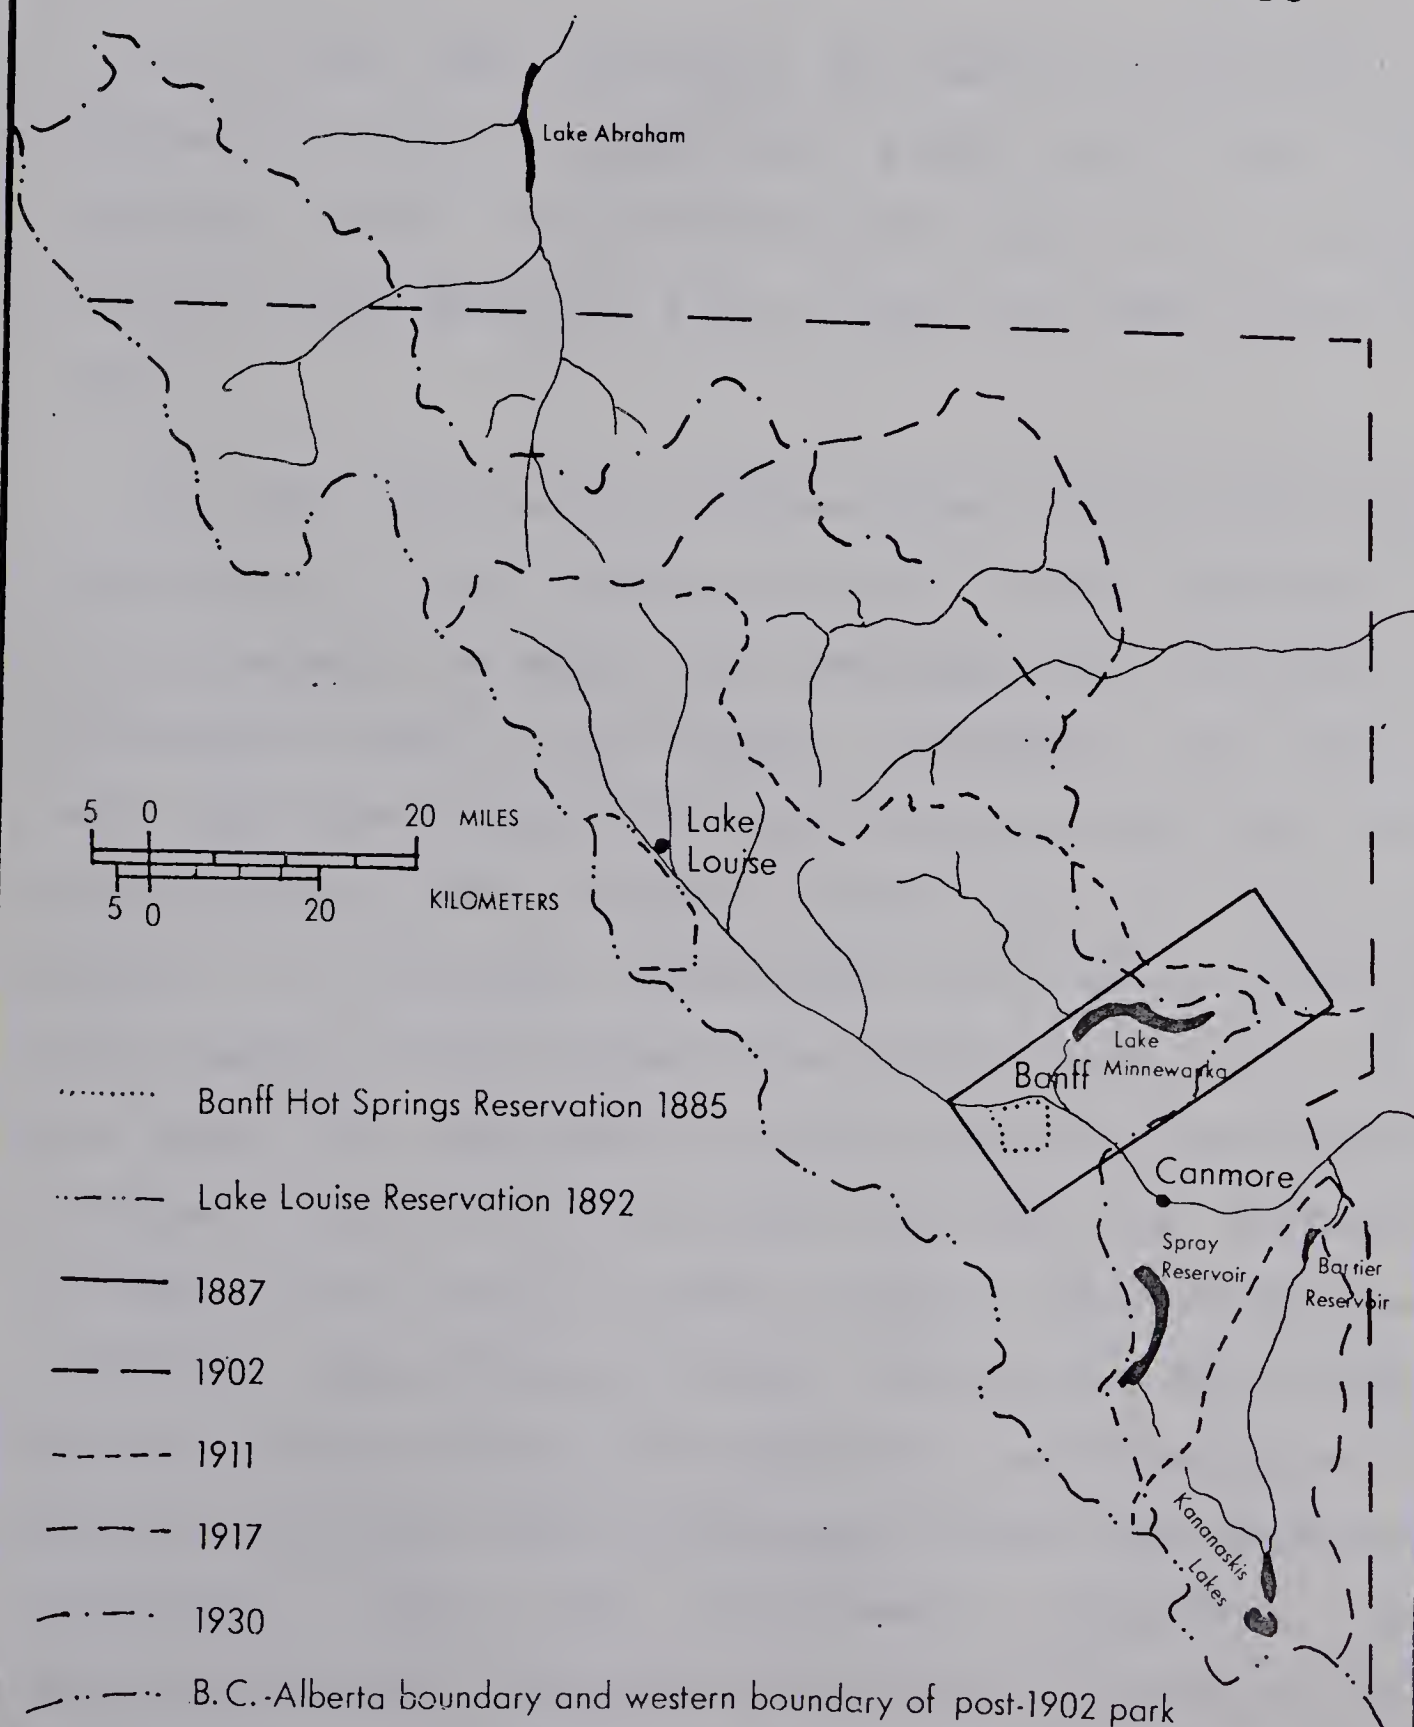 Lake Abraham
5 0 20 MILES
5 0 20 KILOMETERS
Lake
Louise
Lake
Minnewanka
Banff
Canmore
Spray
Reservoir
Barrier
Reservoir
Kananaskis
Lakes
Banff Hot Springs Reservation 1885
Lake Louise Reservation 1892
1887
1902
1911
1917
1930
B.C.-Alberta boundary and western boundary of post-1902 park